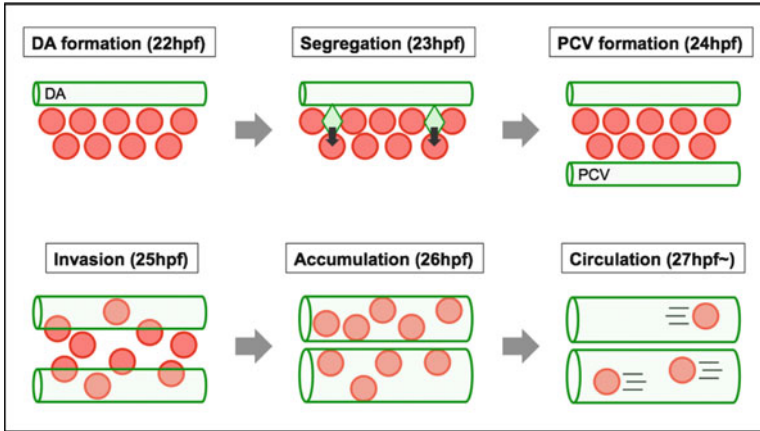 DA formation (22hpf)
Segregation (23hpf)
PCV formation (24hpf)
DA
PCV
Invasion (25hpf)
Accumulation (26hpf)
Circulation (27hpf~)